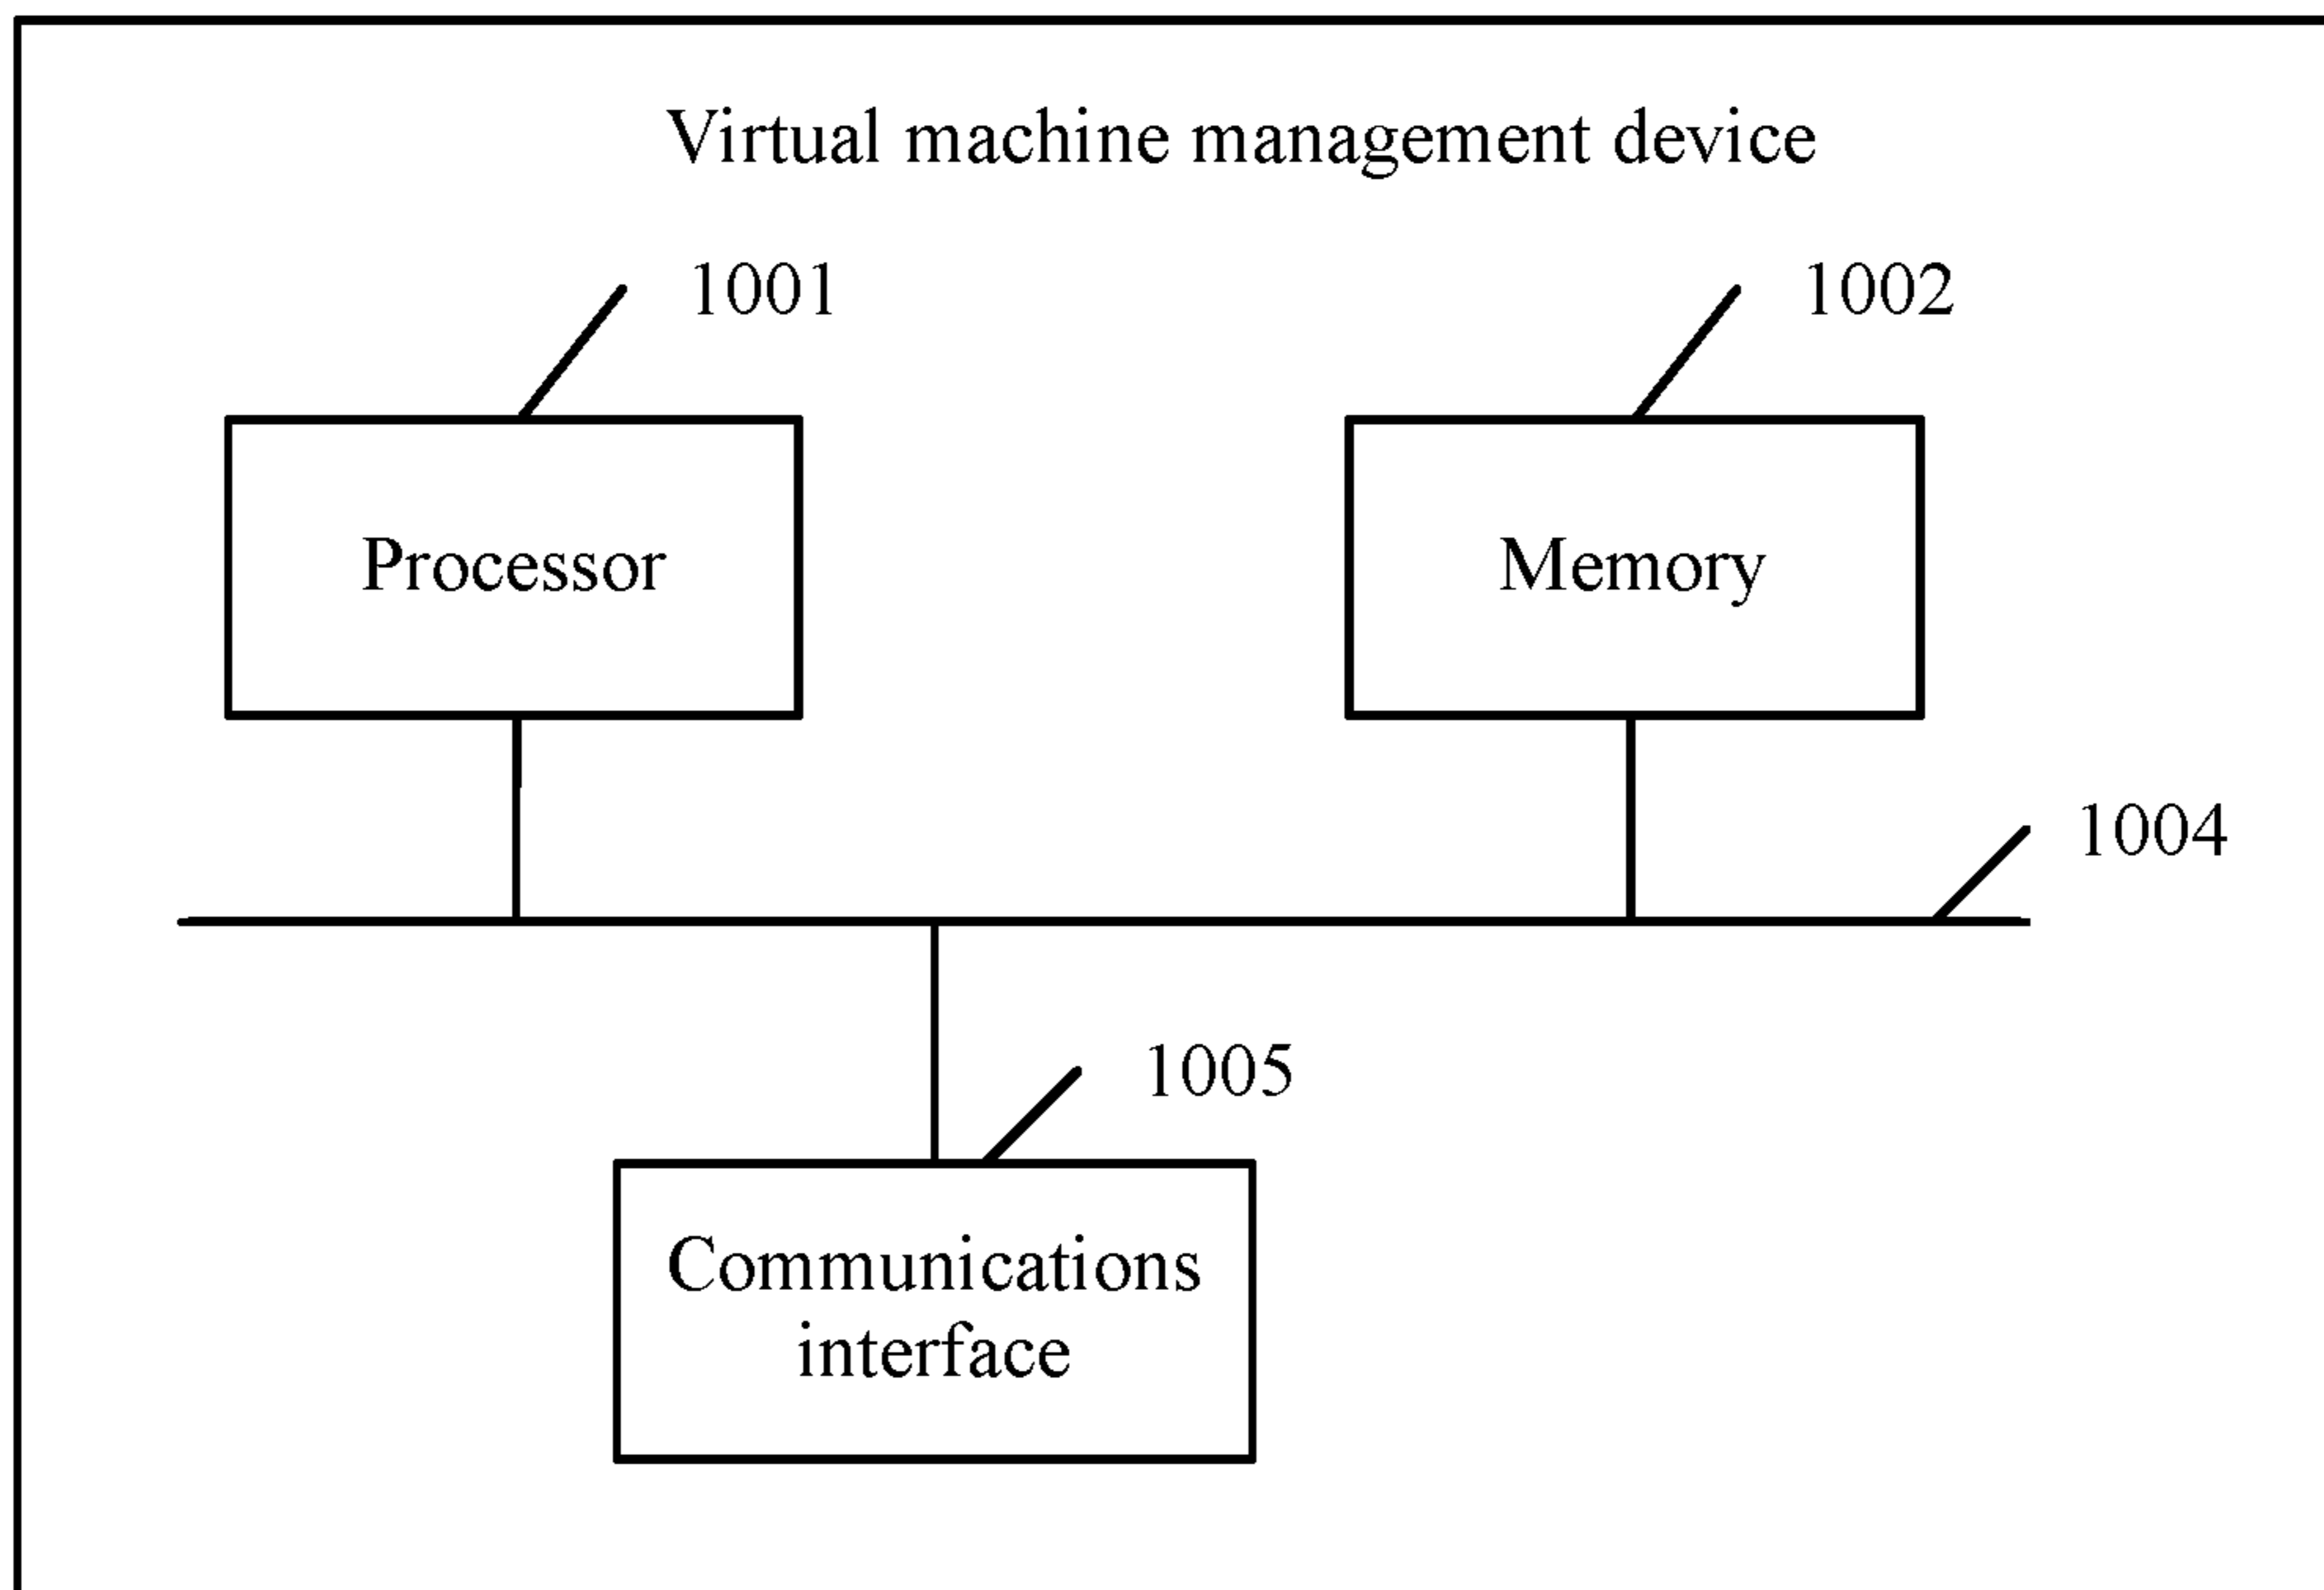 Virtual machine management device
1001
1002
Processor
Memory
1004
1005
Communications
interface